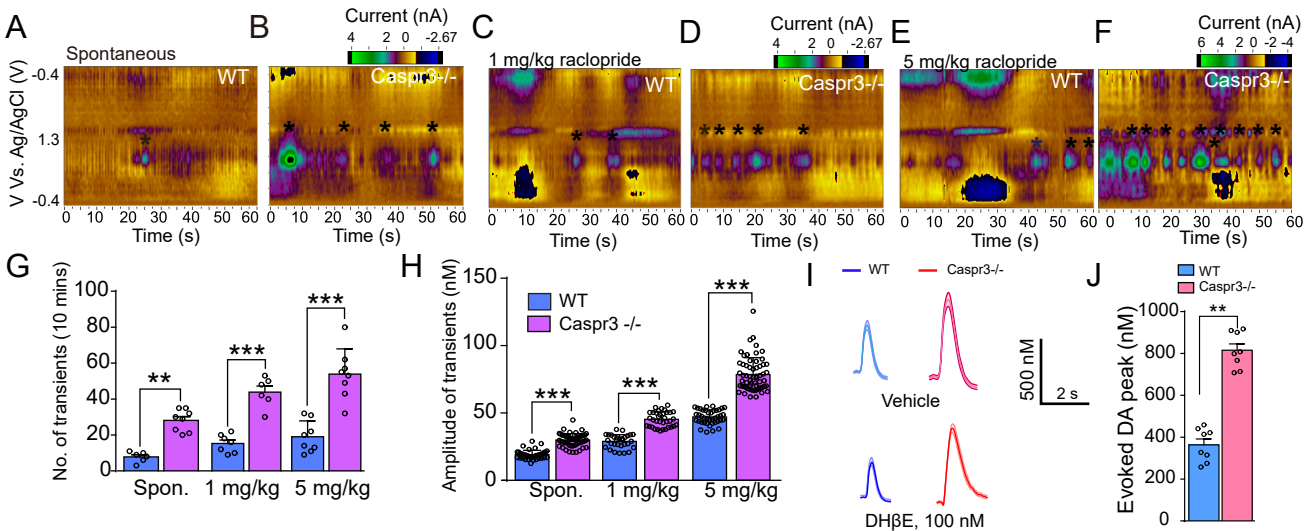 A
Spontaneous
WT
B
Current (nA)
4 2 0 -2.67
Caspr3-/-
C
1 mg/kg raclopride
WT
D
Current (nA)
4 2 0 -2.67
Caspr3-/-
E
5 mg/kg raclopride
WT
F
Current (nA)
6 4 2 0 -2 -4
Caspr3-/-
V Vs. Ag/AgCl (V)
-0.4
1.3
-0.4
0 10 20 30 40 50 60
Time (s)
0 10 20 30 40 50 60
Time (s)
0 10 20 30 40 50 60
Time (s)
0 10 20 30 40 50 60
Time (s)
0 10 20 30 40 50 60
Time (s)
0 10 20 30 40 50 60
Time (s)
G
No. of transients (10 mins)
100
80
60
40
20
0
**
***
***
Spon. 1 mg/kg 5 mg/kg
H
Amplitude of transients (nM)
150
100
50
0
WT
Caspr3 -/-
***
***
***
Spon. 1 mg/kg 5 mg/kg
I
WT Caspr3-/-
Vehicle
500 nM
2 s
DHβE, 100 nM
J
WT
Caspr3-/-
Evoked DA peak (nM)
1000
800
600
400
200
0
**